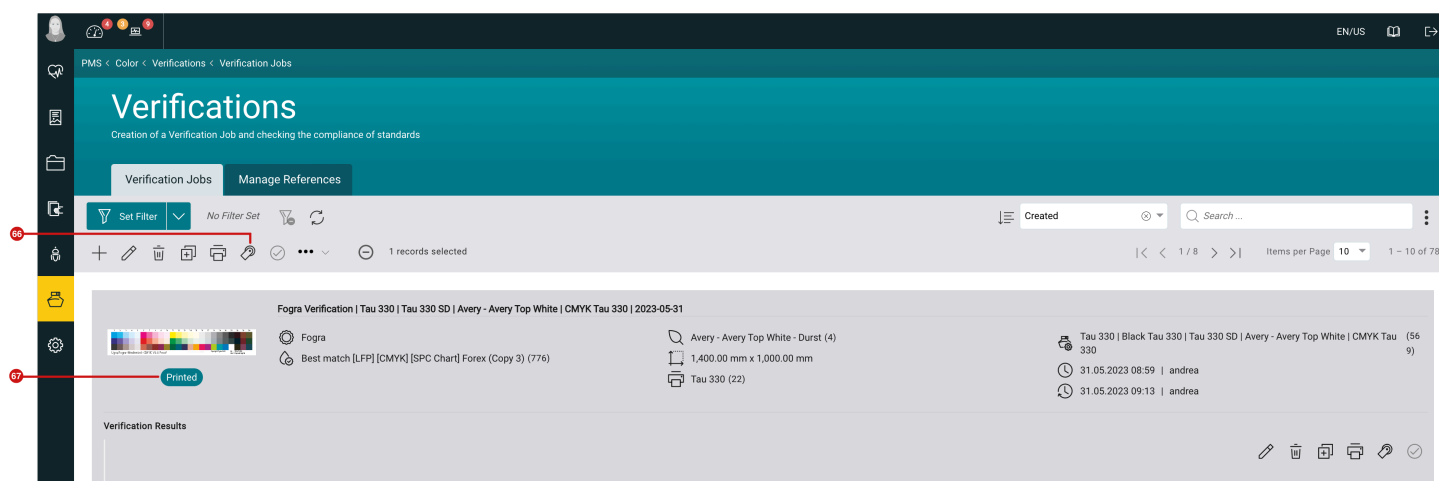 4 3 9 EN/US
PMS < Color < Verifications < Verification Jobs
Verifications
Creation of a Verification Job and checking the compliance of standards
Verification Jobs Manage References
Set Filter No Filter Set Created Search ...
66
1 records selected 1 / 8 Items per Page 10 1 – 10 of 78
Fogra Verification | Tau 330 | Tau 330 SD | Avery - Avery Top White | CMYK Tau 330 | 2023-05-31
Fogra Avery - Avery Top White - Durst (4) Tau 330 | Black Tau 330 | Tau 330 SD | Avery - Avery Top White | CMYK Tau (56
330 9)
Best match [LFP] [CMYK] [SPC Chart] Forex (Copy 3) (776) 1,400.00 mm x 1,000.00 mm
31.05.2023 08:59 | andrea
67 Printed Tau 330 (22)
31.05.2023 09:13 | andrea
Verification Results